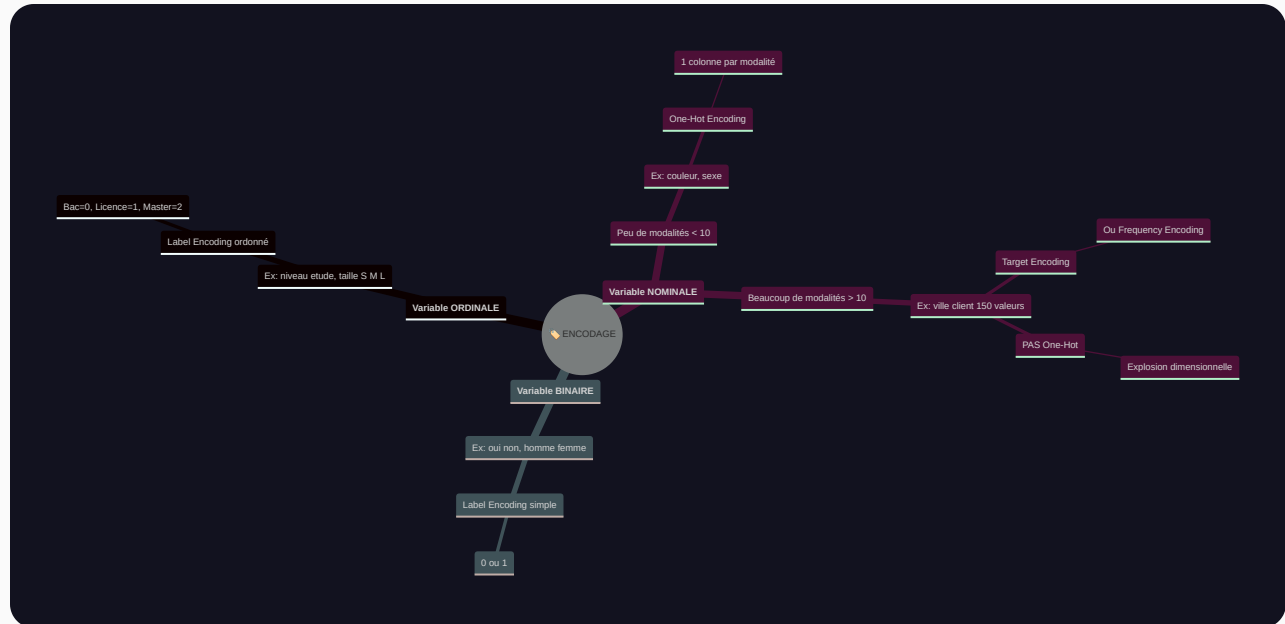 1 colonne par modalité
One-Hot Encoding
Ex: couleur, sexe
Peu de modalités < 10
Variable NOMINALE
Beaucoup de modalités > 10
Ex: ville client 150 valeurs
Target Encoding
Ou Frequency Encoding
PAS One-Hot
Explosion dimensionnelle
Bac=0, Licence=1, Master=2
Label Encoding ordonné
Ex: niveau etude, taille S M L
Variable ORDINALE
🏷️ ENCODAGE
Variable BINAIRE
Ex: oui non, homme femme
Label Encoding simple
0 ou 1